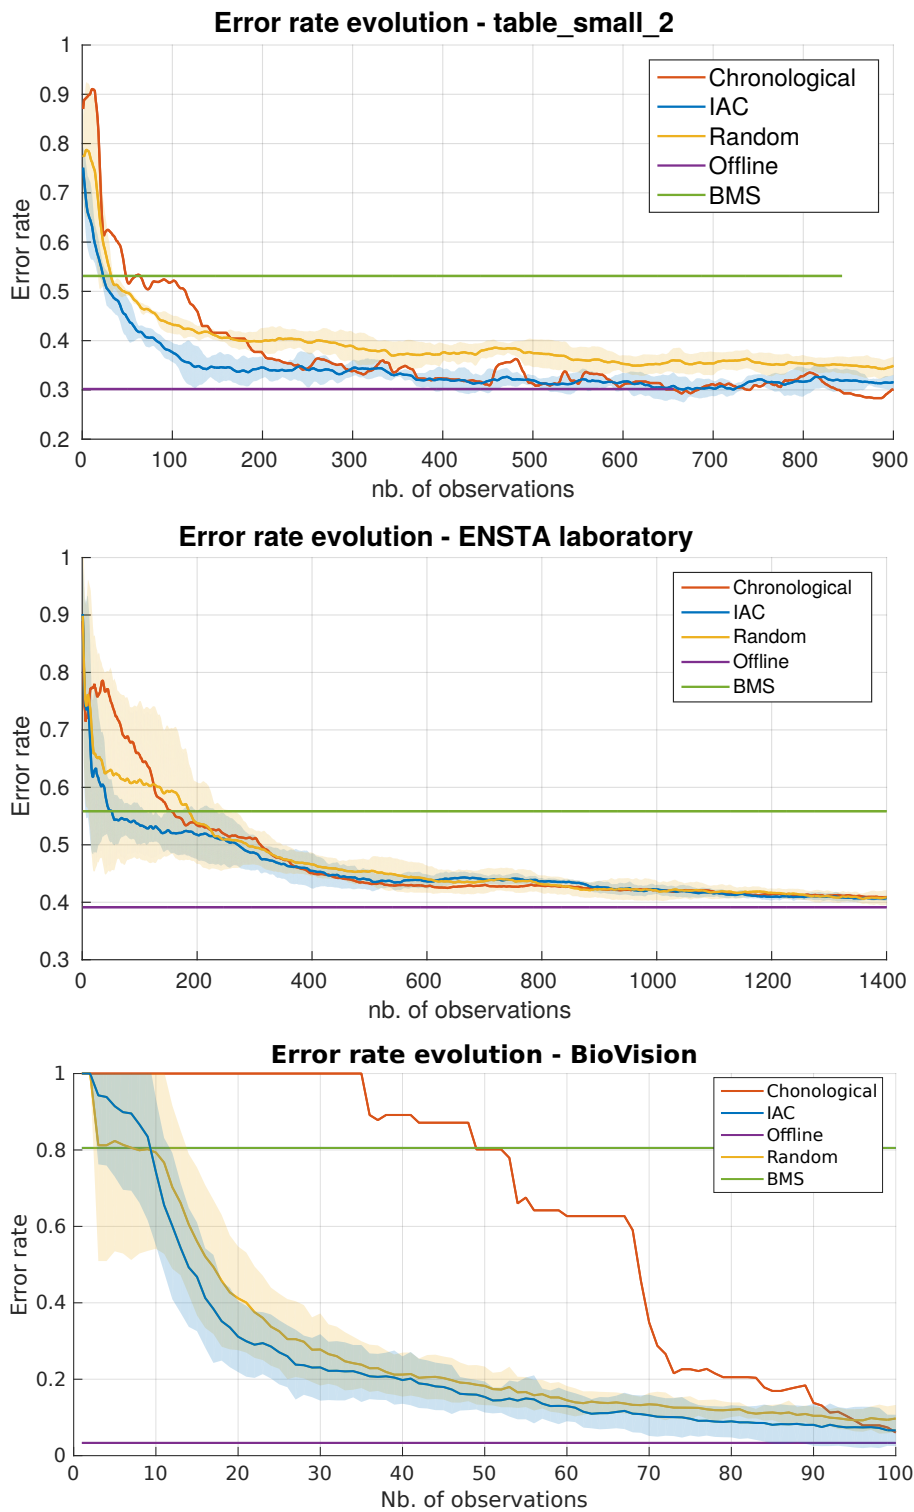 Error rate evolution - table_small_2
1
0.9
0.8
0.7
0.6
0.5
0.4
0.3
0.2
Error rate
Chronological
IAC
Random
Offline
BMS
0 100 200 300 400 500 600 700 800 900
nb. of observations
Error rate evolution - ENSTA laboratory
1
0.9
0.8
0.7
0.6
0.5
0.4
0.3
Error rate
Chronological
IAC
Random
Offline
BMS
0 200 400 600 800 1000 1200 1400
nb. of observations
Error rate evolution - BioVision
1
0.8
0.6
0.4
0.2
0
Error rate
Chonological
IAC
Offline
Random
BMS
0 10 20 30 40 50 60 70 80 90 100
Nb. of observations